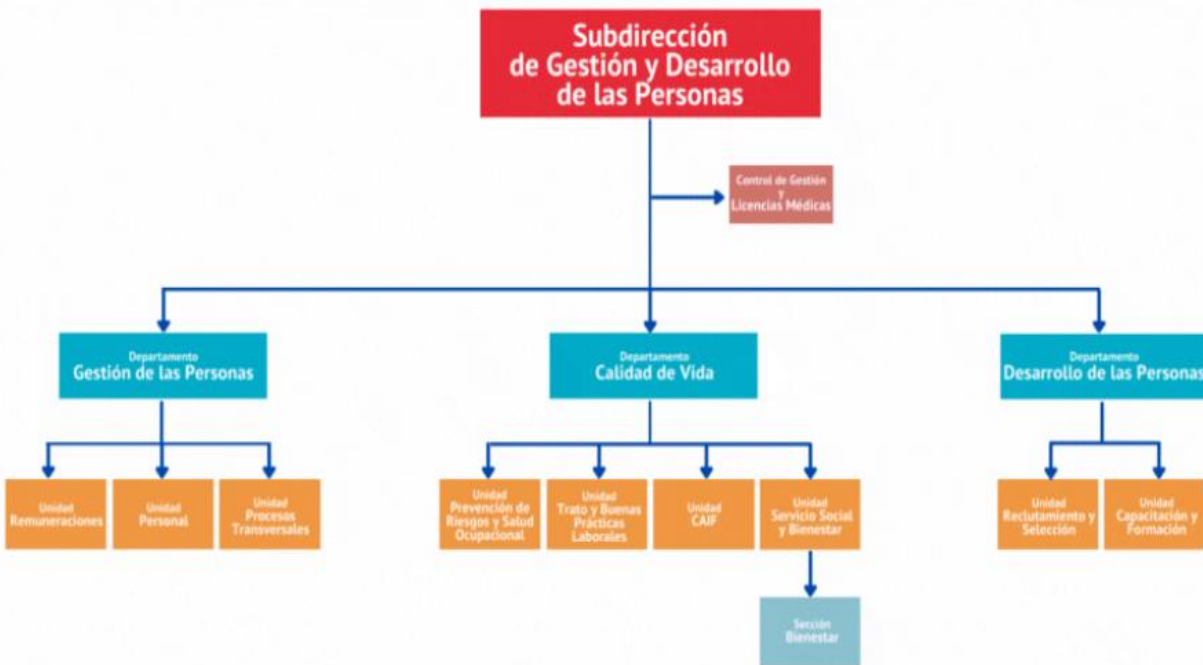 Subdirección
de Gestión y Desarrollo
de las Personas
Control de Gestión
y
Licencias Médicas
Departamento
Gestión de las Personas
Departamento
Calidad de Vida
Departamento
Desarrollo de las Personas
Unidad
Remuneraciones
Unidad
Personal
Unidad
Procesos
Transversales
Unidad
Prevención de
Riesgos y Salud
Ocupacional
Unidad
Trato y Buenas
Prácticas
Laborales
Unidad
CAIF
Unidad
Servicio Social
y Bienestar
Unidad
Reclutamiento y
Selección
Unidad
Capacitación y
Formación
Sección
Bienestar